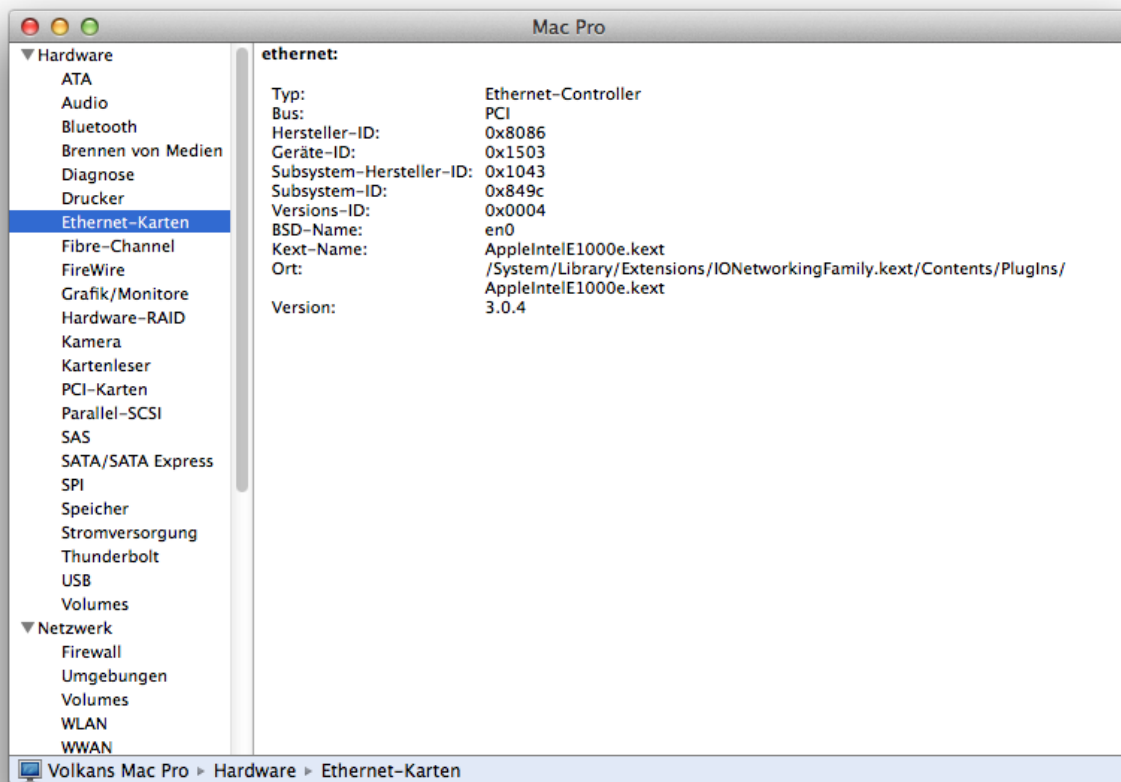 Mac Pro
Hardware
ATA
Audio
Bluetooth
Brennen von Medien
Diagnose
Drucker
Ethernet-Karten
Fibre-Channel
FireWire
Grafik/Monitore
Hardware-RAID
Kamera
Kartenleser
PCI-Karten
Parallel-SCSI
SAS
SATA/SATA Express
SPI
Speicher
Stromversorgung
Thunderbolt
USB
Volumes
Netzwerk
Firewall
Umgebungen
Volumes
WLAN
WWAN
ethernet:
Typ: Ethernet-Controller
Bus: PCI
Hersteller-ID: 0x8086
Geräte-ID: 0x1503
Subsystem-Hersteller-ID: 0x1043
Subsystem-ID: 0x849c
Versions-ID: 0x0004
BSD-Name: en0
Kext-Name: AppleIntelE1000e.kext
Ort: /System/Library/Extensions/IONetworkingFamily.kext/Contents/PlugIns/
AppleIntelE1000e.kext
Version: 3.0.4
Volkans Mac Pro ▸ Hardware ▸ Ethernet-Karten